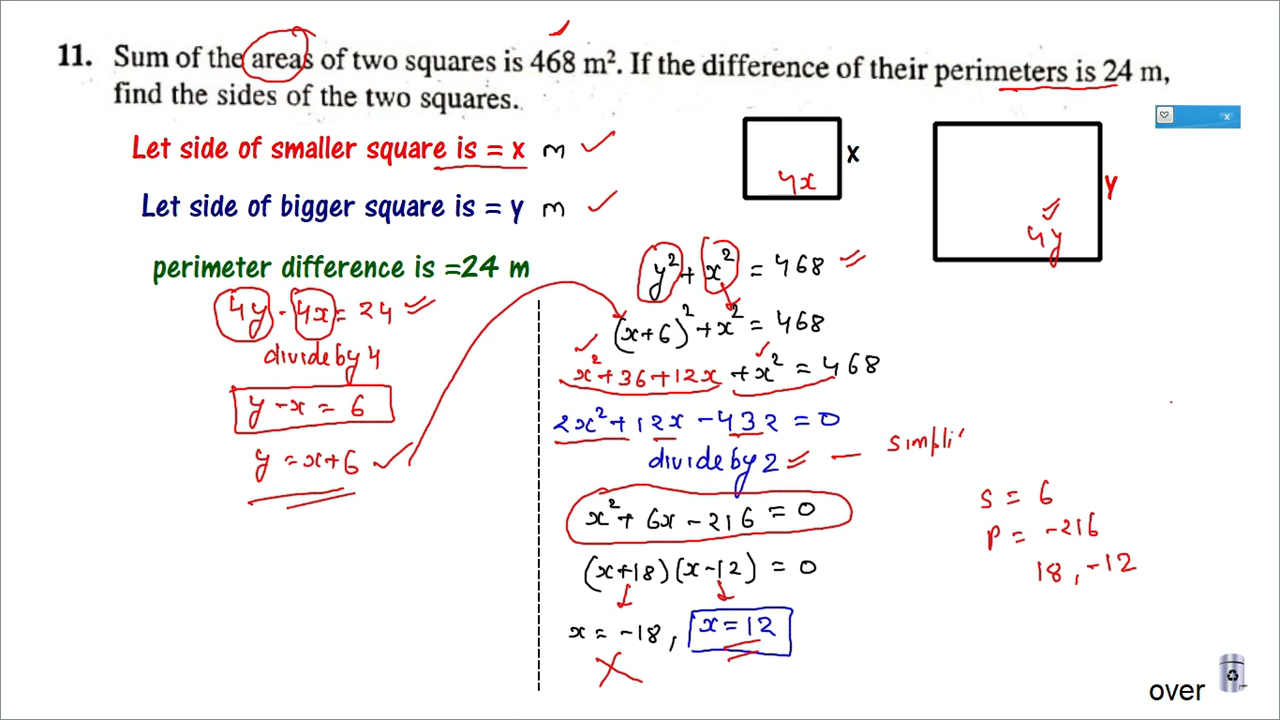 11. Sum of the areas of two squares is 468 m². If the difference of their perimeters is 24 m,
find the sides of the two squares.
Let side of smaller square is = x m
Let side of bigger square is = y m
perimeter difference is =24 m
4y - 4x = 24
divide by 4
y - x = 6
y = x+6
4x
x
y
4y
y² + x² = 468
(x+6)² + x² = 468
x² + 36 + 12x + x² = 468
2x² + 12x - 432 = 0
divide by 2 — simpli
x² + 6x - 216 = 0
(x+18)(x-12) = 0
x = -18, x = 12
S = 6
P = -216
18, -12
over